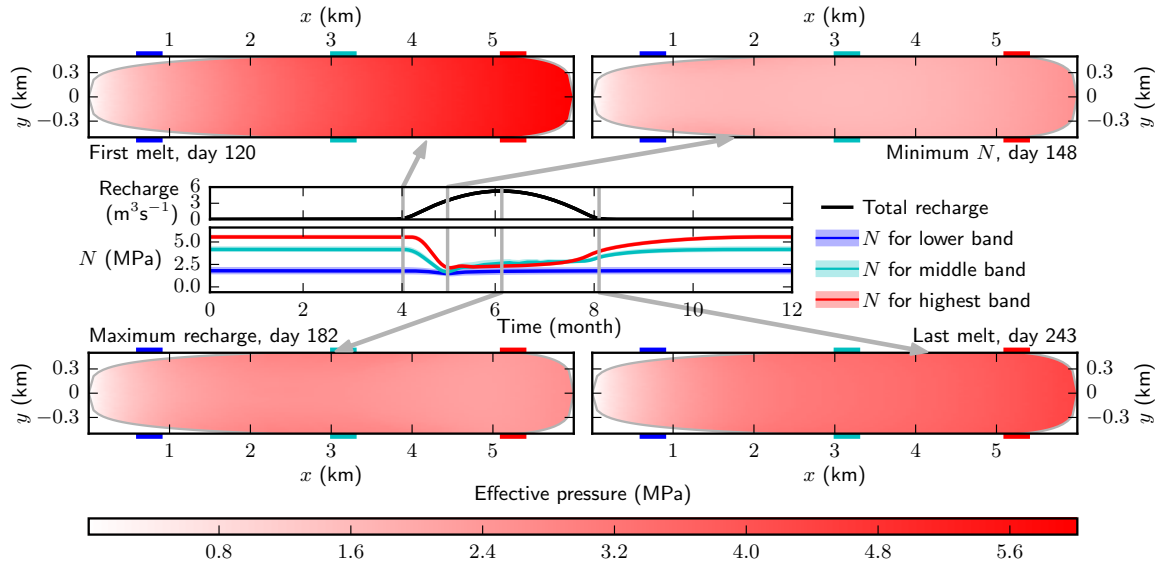 x (km)
x (km)
1 2 3 4 5
1 2 3 4 5
y (km)
0.3
0
−0.3
0.3
0
−0.3
y (km)
First melt, day 120
Minimum N, day 148
Recharge
(m³s⁻¹)
6
3
0
N (MPa)
5.0
2.5
0.0
0 2 4 6 8 10 12
Time (month)
Total recharge
N for lower band
N for middle band
N for highest band
Maximum recharge, day 182
Last melt, day 243
y (km)
0.3
0
−0.3
0.3
0
−0.3
y (km)
1 2 3 4 5
1 2 3 4 5
x (km)
x (km)
Effective pressure (MPa)
0.8 1.6 2.4 3.2 4.0 4.8 5.6